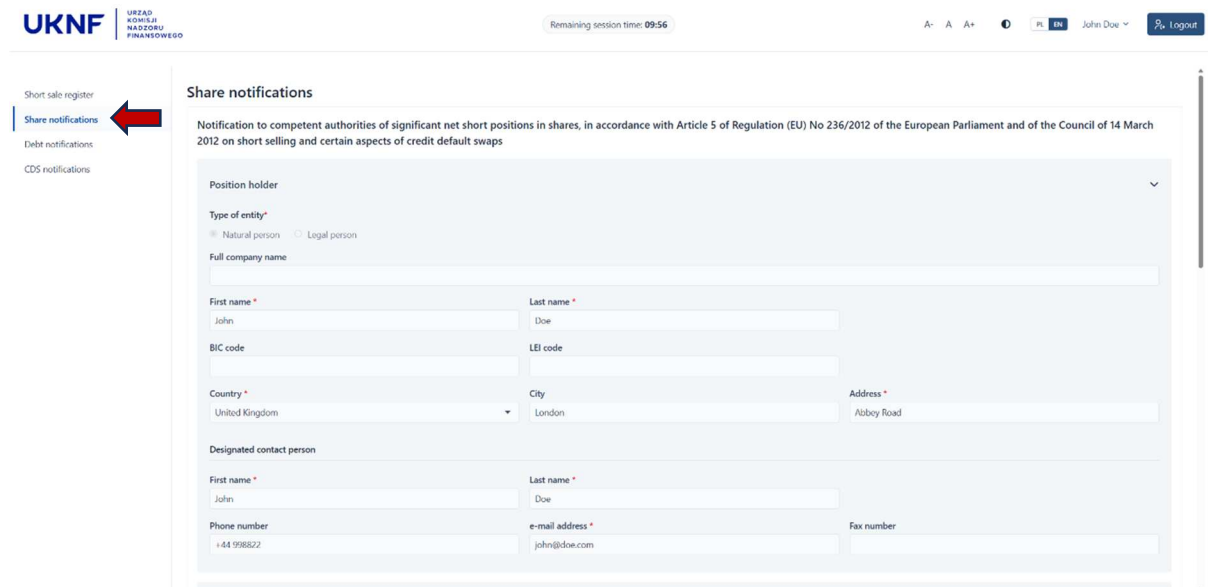 UKNF
URZĄD
KOMISJI
NADZORU
FINANSOWEGO
Remaining session time: 09:56
A- A A+
PL EN
John Doe
Logout
Short sale register
Share notifications
Debt notifications
CDS notifications
Share notifications
Notification to competent authorities of significant net short positions in shares, in accordance with Article 5 of Regulation (EU) No 236/2012 of the European Parliament and of the Council of 14 March
2012 on short selling and certain aspects of credit default swaps
Position holder
Type of entity*
Natural person Legal person
Full company name
First name * Last name *
John Doe
BIC code LEI code
Country * City Address *
United Kingdom London Abbey Road
Designated contact person
First name * Last name *
John Doe
Phone number e-mail address * Fax number
+44 998822 john@doe.com